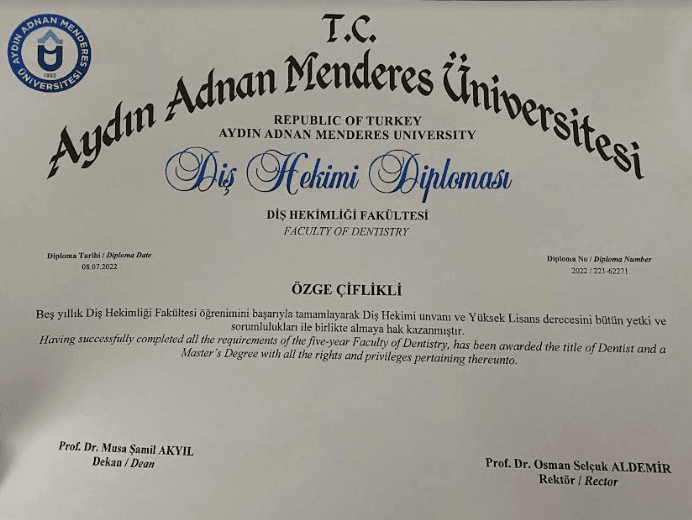 AYDIN ADNAN MENDERES ÜNİVERSİTESİ
1992
T.C.
Aydın Adnan Menderes Üniversitesi
REPUBLIC OF TURKEY
AYDIN ADNAN MENDERES UNIVERSITY
Diş Hekimi Diploması
DİŞ HEKİMLİĞİ FAKÜLTESİ
FACULTY OF DENTISTRY
Diploma Tarihi / Diploma Date
08.07.2022
Diploma No / Diploma Number
2022 / 221-62271
ÖZGE ÇİFLİKLİ
Beş yıllık Diş Hekimliği Fakültesi öğrenimini başarıyla tamamlayarak Diş Hekimi unvanı ve Yüksek Lisans derecesini bütün yetki ve
sorumlulukları ile birlikte almaya hak kazanmıştır.
Having successfully completed all the requirements of the five-year Faculty of Dentistry, has been awarded the title of Dentist and a
Master's Degree with all the rights and privileges pertaining thereunto.
Prof. Dr. Musa Şamil AKYIL
Dekan / Dean
Prof. Dr. Osman Selçuk ALDEMİR
Rektör / Rector